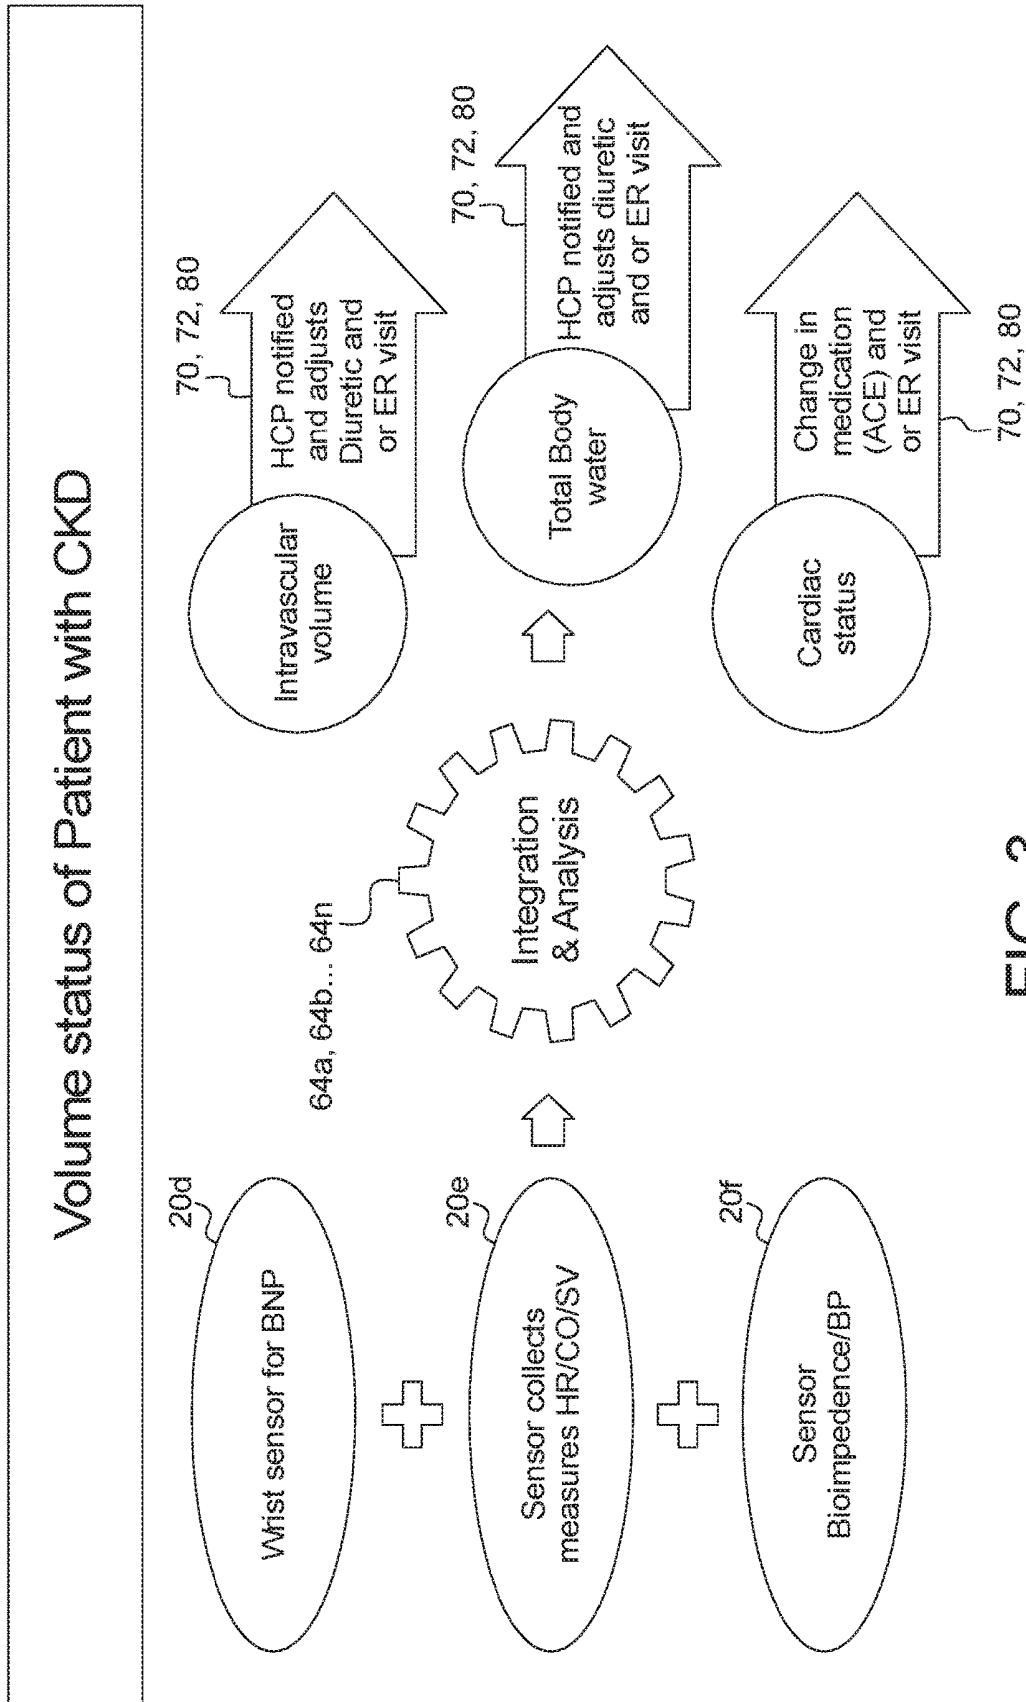 Volume status of Patient with CKD
20d
Wrist sensor for BNP
20e
Sensor collects
measures HR/CO/SV
20f
Sensor
Bioimpedence/BP
64a, 64b... 64n
Integration
& Analysis
Intravascular
volume
70, 72, 80
HCP notified
and adjusts
Diuretic and
or ER visit
Total Body
water
70, 72, 80
HCP notified and
adjusts diuretic
and or ER visit
Cardiac
status
Change in
medication
(ACE) and
or ER visit
70, 72, 80